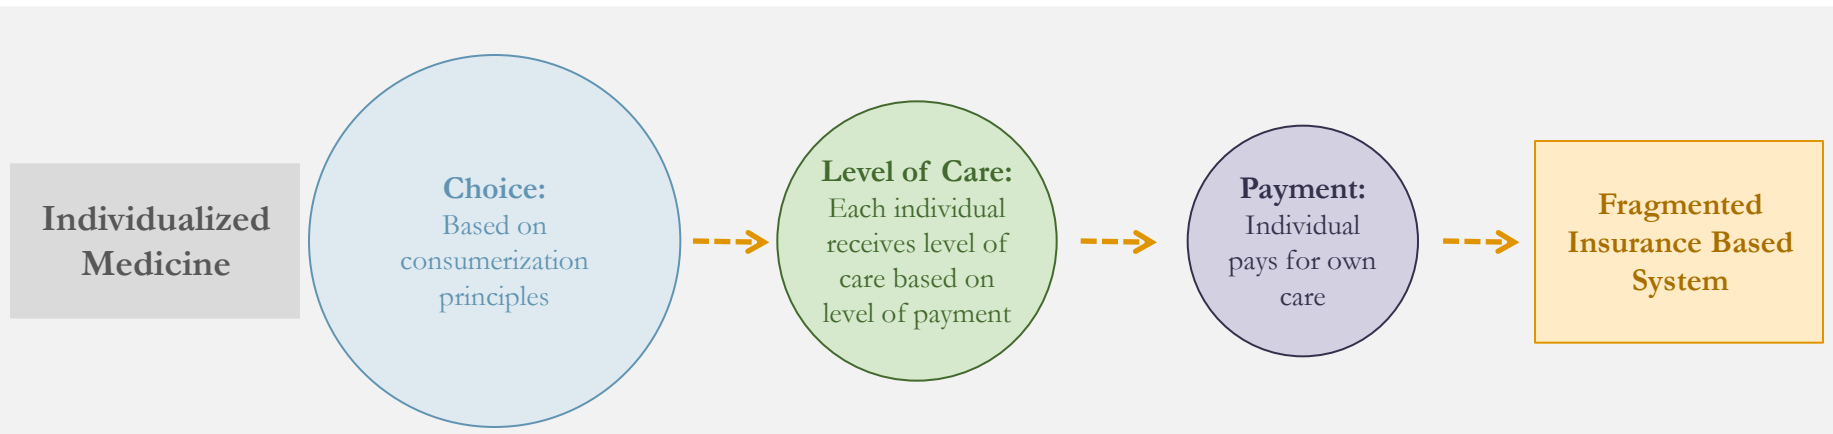 Individualized
Medicine
Choice:
Based on
consumerization
principles
Level of Care:
Each individual
receives level of
care based on
level of payment
Payment:
Individual
pays for own
care
Fragmented
Insurance Based
System